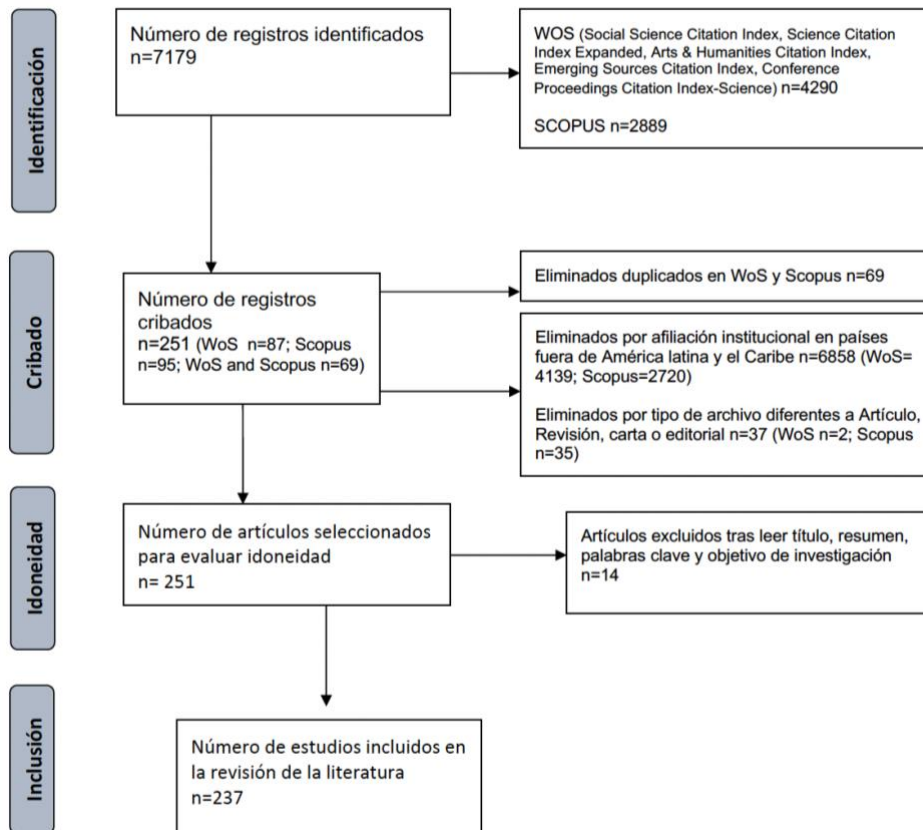 Identificación
Número de registros identificados
n=7179
WOS (Social Science Citation Index, Science Citation
Index Expanded, Arts & Humanities Citation Index,
Emerging Sources Citation Index, Conference
Proceedings Citation Index-Science) n=4290
SCOPUS n=2889
Cribado
Número de registros
cribados
n=251 (WoS n=87; Scopus
n=95; WoS and Scopus n=69)
Eliminados duplicados en WoS y Scopus n=69
Eliminados por afiliación institucional en países
fuera de América latina y el Caribe n=6858 (WoS=
4139; Scopus=2720)
Eliminados por tipo de archivo diferentes a Artículo,
Revisión, carta o editorial n=37 (WoS n=2; Scopus
n=35)
Idoneidad
Número de artículos seleccionados
para evaluar idoneidad
n= 251
Artículos excluidos tras leer título, resumen,
palabras clave y objetivo de investigación
n=14
Inclusión
Número de estudios incluidos en
la revisión de la literatura
n=237